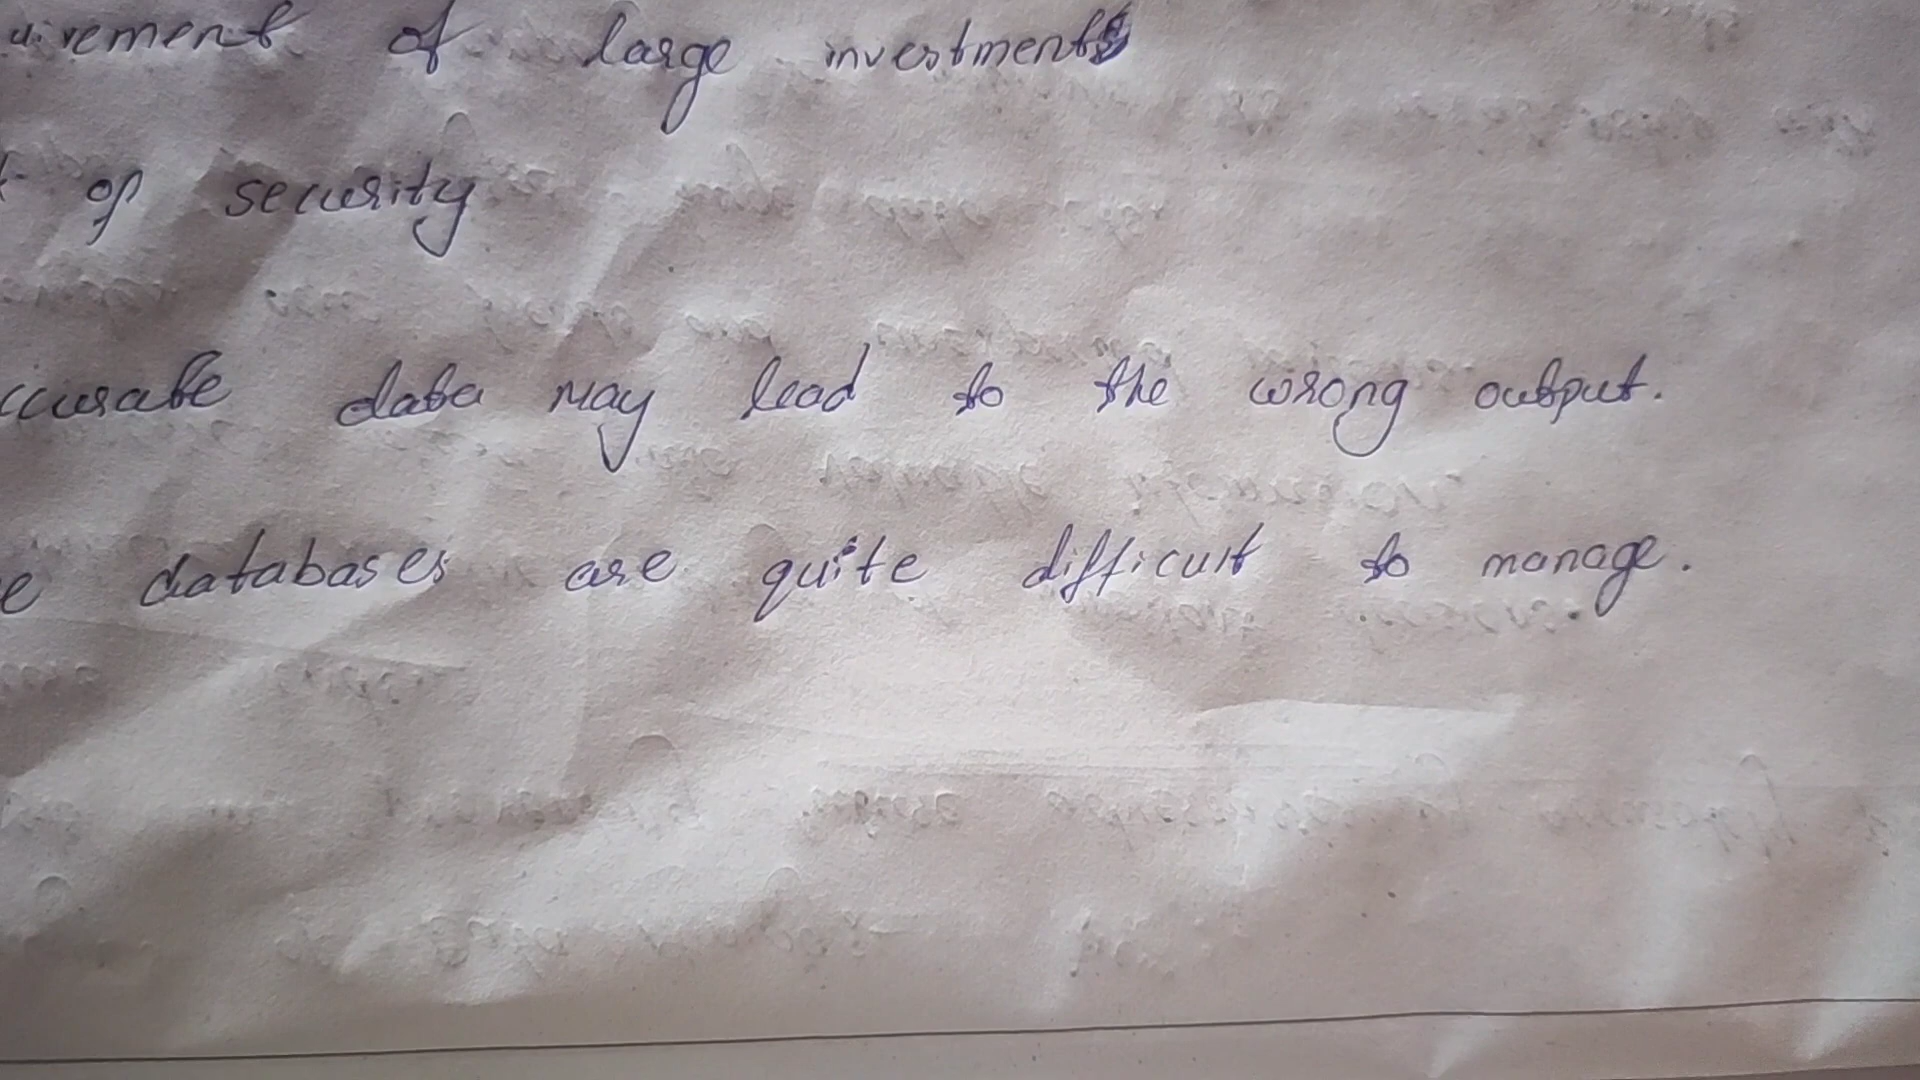 uirement of large investments
of security
ccurate data may lead to the wrong output.
e databases are quite difficult to manage.